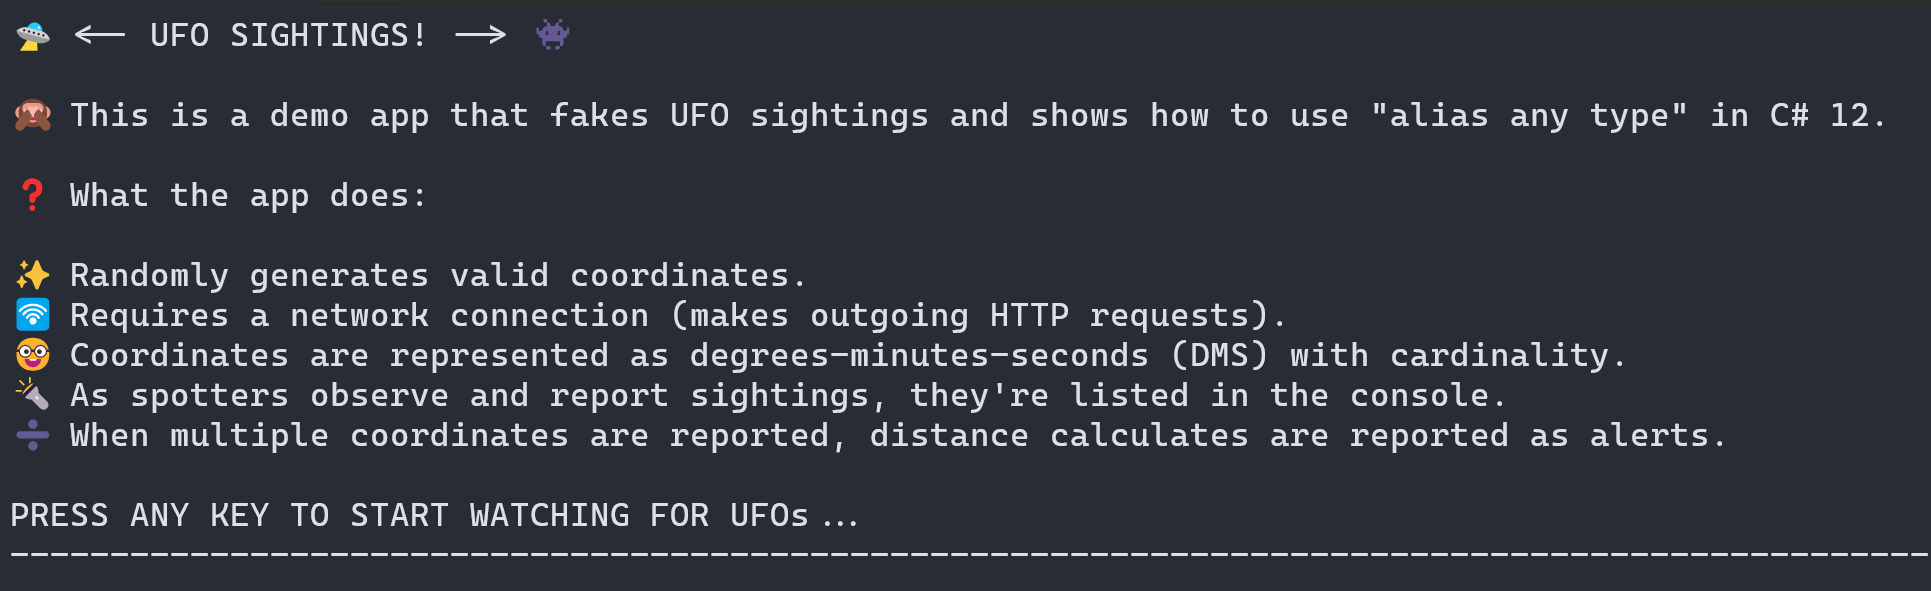 🛸 <-- UFO SIGHTINGS! --> 👾
🙈 This is a demo app that fakes UFO sightings and shows how to use "alias any type" in C# 12.
❓ What the app does:
✨ Randomly generates valid coordinates.
🛜 Requires a network connection (makes outgoing HTTP requests).
🤓 Coordinates are represented as degrees-minutes-seconds (DMS) with cardinality.
🔦 As spotters observe and report sightings, they're listed in the console.
➗ When multiple coordinates are reported, distance calculates are reported as alerts.
PRESS ANY KEY TO START WATCHING FOR UFOs...
------------------------------------------------------------------------------------------------